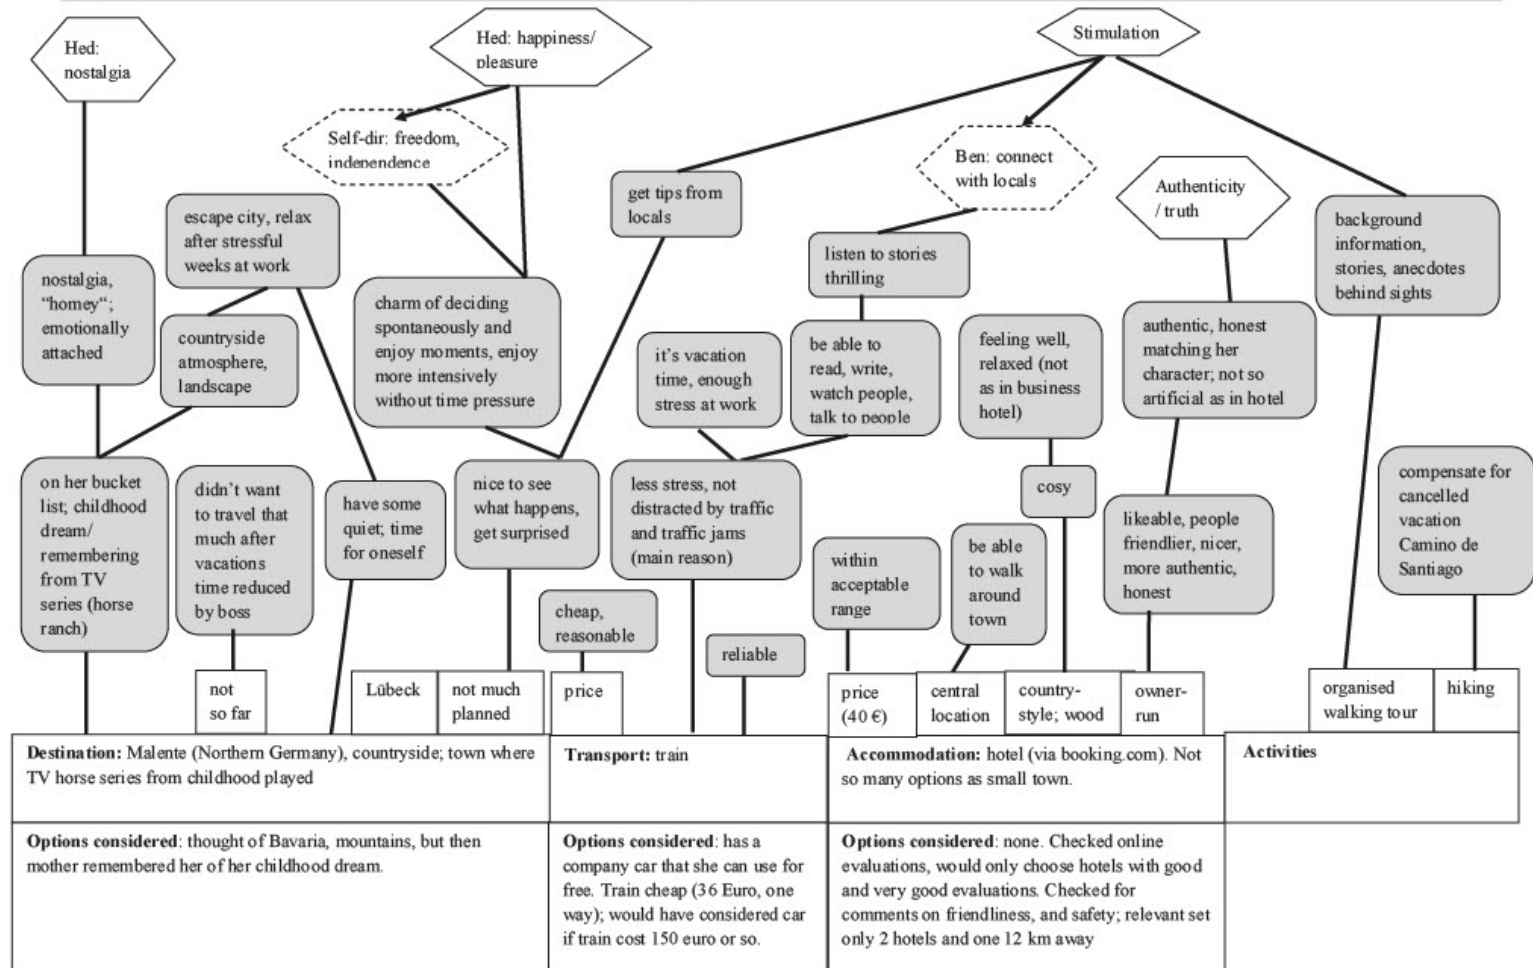 Hed:
nostalgia
Hed: happiness/
pleasure
Stimulation
Self-dir: freedom,
independence
Ben: connect
with locals
Authenticity
/ truth
get tips from
locals
escape city, relax
after stressful
weeks at work
background
information,
stories, anecdotes
behind sights
listen to stories
thrilling
nostalgia,
“homey“;
emotionally
attached
countryside
atmosphere,
landscape
charm of deciding
spontaneously and
enjoy moments, enjoy
more intensively
without time pressure
it’s vacation
time, enough
stress at work
be able to
read, write,
watch people,
talk to people
feeling well,
relaxed (not
as in business
hotel)
authentic, honest
matching her
character; not so
artificial as in hotel
on her bucket
list; childhood
dream/
remembering
from TV
series (horse
ranch)
didn’t want
to travel that
much after
vacations
time reduced
by boss
have some
quiet; time
for oneself
nice to see
what happens,
get surprised
less stress, not
distracted by traffic
and traffic jams
(main reason)
cosy
likeable, people
friendlier, nicer,
more authentic,
honest
compensate for
cancelled
vacation
Camino de
Santiago
within
acceptable
range
be able
to walk
around
town
cheap,
reasonable
reliable
not
so far
Lübeck
not much
planned
price
price
(40 €)
central
location
country-
style; wood
owner-
run
organised
walking tour
hiking
Destination: Malente (Northern Germany), countryside; town where
TV horse series from childhood played
Transport: train
Accommodation: hotel (via booking.com). Not
so many options as small town.
Activities
Options considered: thought of Bavaria, mountains, but then
mother remembered her of her childhood dream.
Options considered: has a
company car that she can use for
free. Train cheap (36 Euro, one
way); would have considered car
if train cost 150 euro or so.
Options considered: none. Checked online
evaluations, would only choose hotels with good
and very good evaluations. Checked for
comments on friendliness, and safety; relevant set
only 2 hotels and one 12 km away